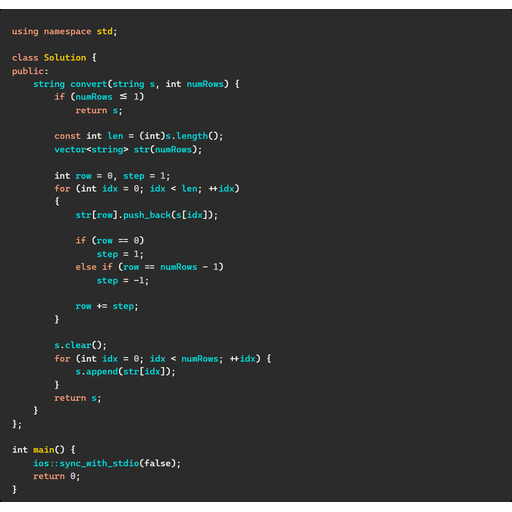 using namespace std;
class Solution {
public:
string convert(string s, int numRows) {
if (numRows ≤ 1)
return s;
const int len = (int)s.length();
vector<string> str(numRows);
int row = 0, step = 1;
for (int idx = 0; idx < len; ++idx)
{
str[row].push_back(s[idx]);
if (row == 0)
step = 1;
else if (row == numRows - 1)
step = -1;
row += step;
}
s.clear();
for (int idx = 0; idx < numRows; ++idx) {
s.append(str[idx]);
}
return s;
}
};
int main() {
ios::sync_with_stdio(false);
return 0;
}